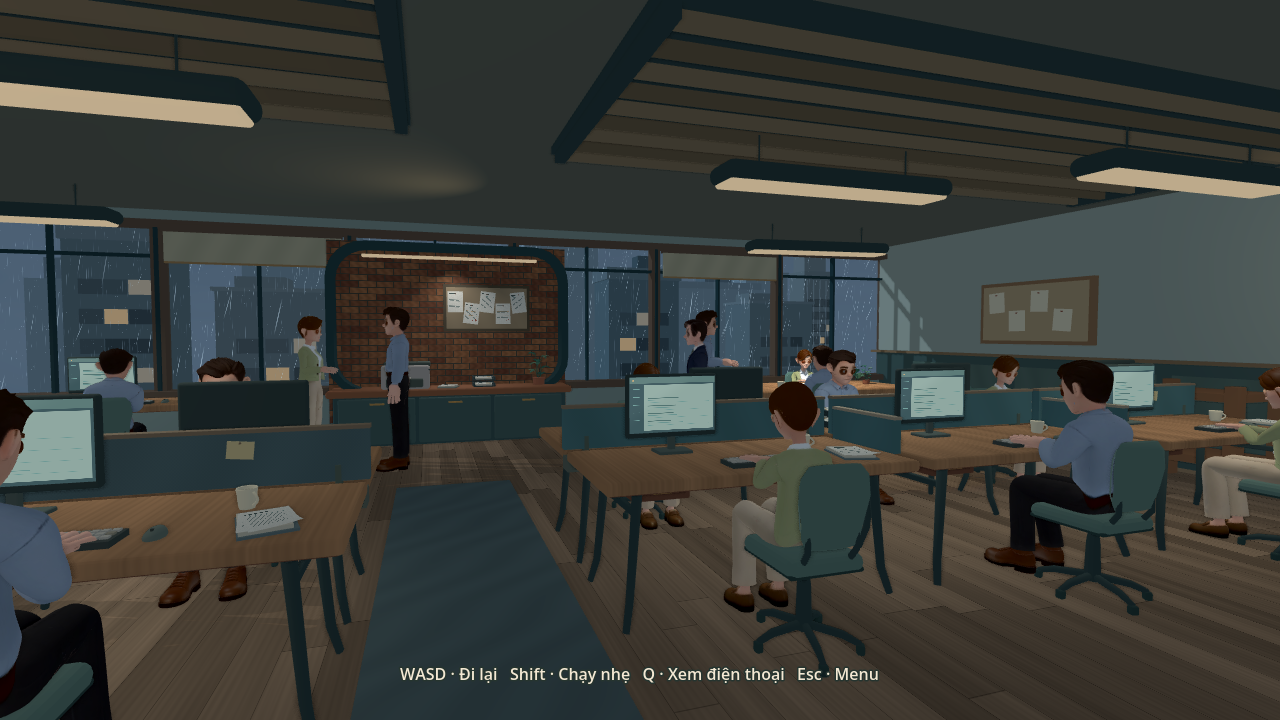 WASD · Đi lại   Shift · Chạy nhẹ   Q · Xem điện thoại   Esc · Menu